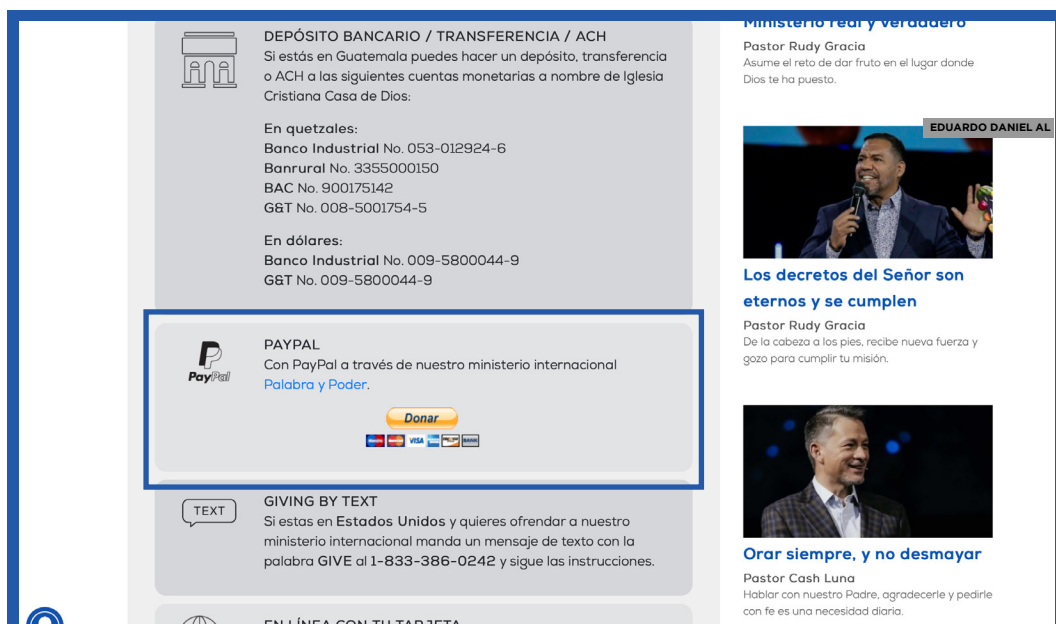 DEPÓSITO BANCARIO / TRANSFERENCIA / ACH
Si estás en Guatemala puedes hacer un depósito, transferencia
o ACH a las siguientes cuentas monetarias a nombre de Iglesia
Cristiana Casa de Dios:
En quetzales:
Banco Industrial No. 053-012924-6
Banrural No. 3355000150
BAC No. 900175142
G&T No. 008-5001754-5
En dólares:
Banco Industrial No. 009-5800044-9
G&T No. 009-5800044-9
PayPal
PAYPAL
Con PayPal a través de nuestro ministerio internacional
Palabra y Poder.
Donar
VISA
BANK
TEXT
GIVING BY TEXT
Si estas en Estados Unidos y quieres ofrendar a nuestro
ministerio internacional manda un mensaje de texto con la
palabra GIVE al 1-833-386-0242 y sigue las instrucciones.
EN LÍNEA CON TU TARJETA
Ministerio real y verdadero
Pastor Rudy Gracia
Asume el reto de dar fruto en el lugar donde
Dios te ha puesto.
EDUARDO DANIEL AL
Los decretos del Señor son
eternos y se cumplen
Pastor Rudy Gracia
De la cabeza a los pies, recibe nueva fuerza y
gozo para cumplir tu misión.
Orar siempre, y no desmayar
Pastor Cash Luna
Hablar con nuestro Padre, agradecerle y pedirle
con fe es una necesidad diaria.